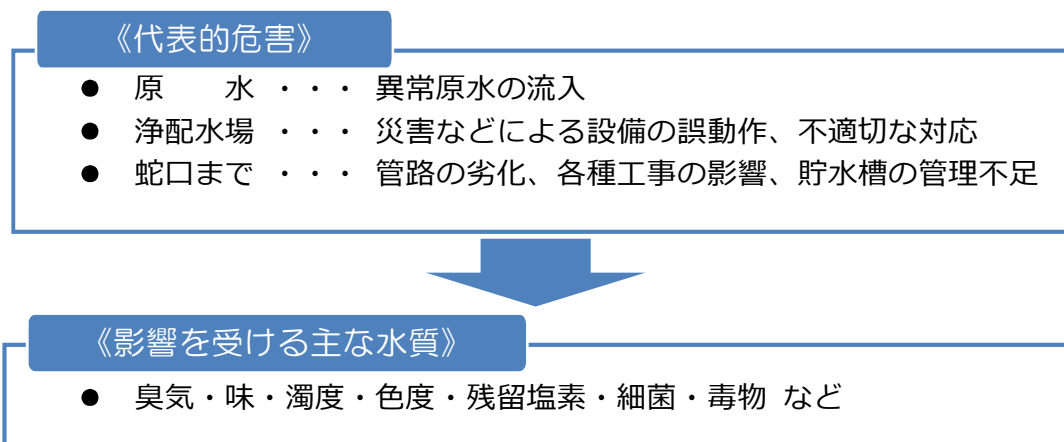 《代表的危害》
● 原　　水 ・・・ 異常原水の流入
● 浄配水場 ・・・ 災害などによる設備の誤動作、不適切な対応
● 蛇口まで ・・・ 管路の劣化、各種工事の影響、貯水槽の管理不足
《影響を受ける主な水質》
● 臭気・味・濁度・色度・残留塩素・細菌・毒物 など